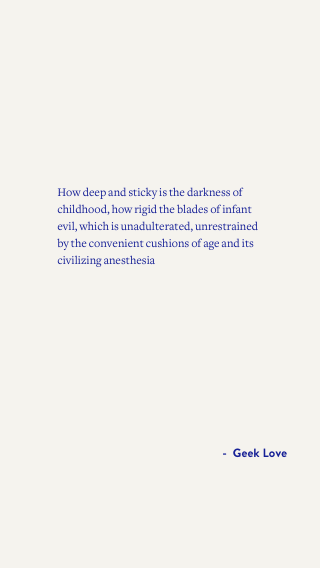 How deep and sticky is the darkness of
childhood, how rigid the blades of infant
evil, which is unadulterated, unrestrained
by the convenient cushions of age and its
civilizing anesthesia
- Geek Love